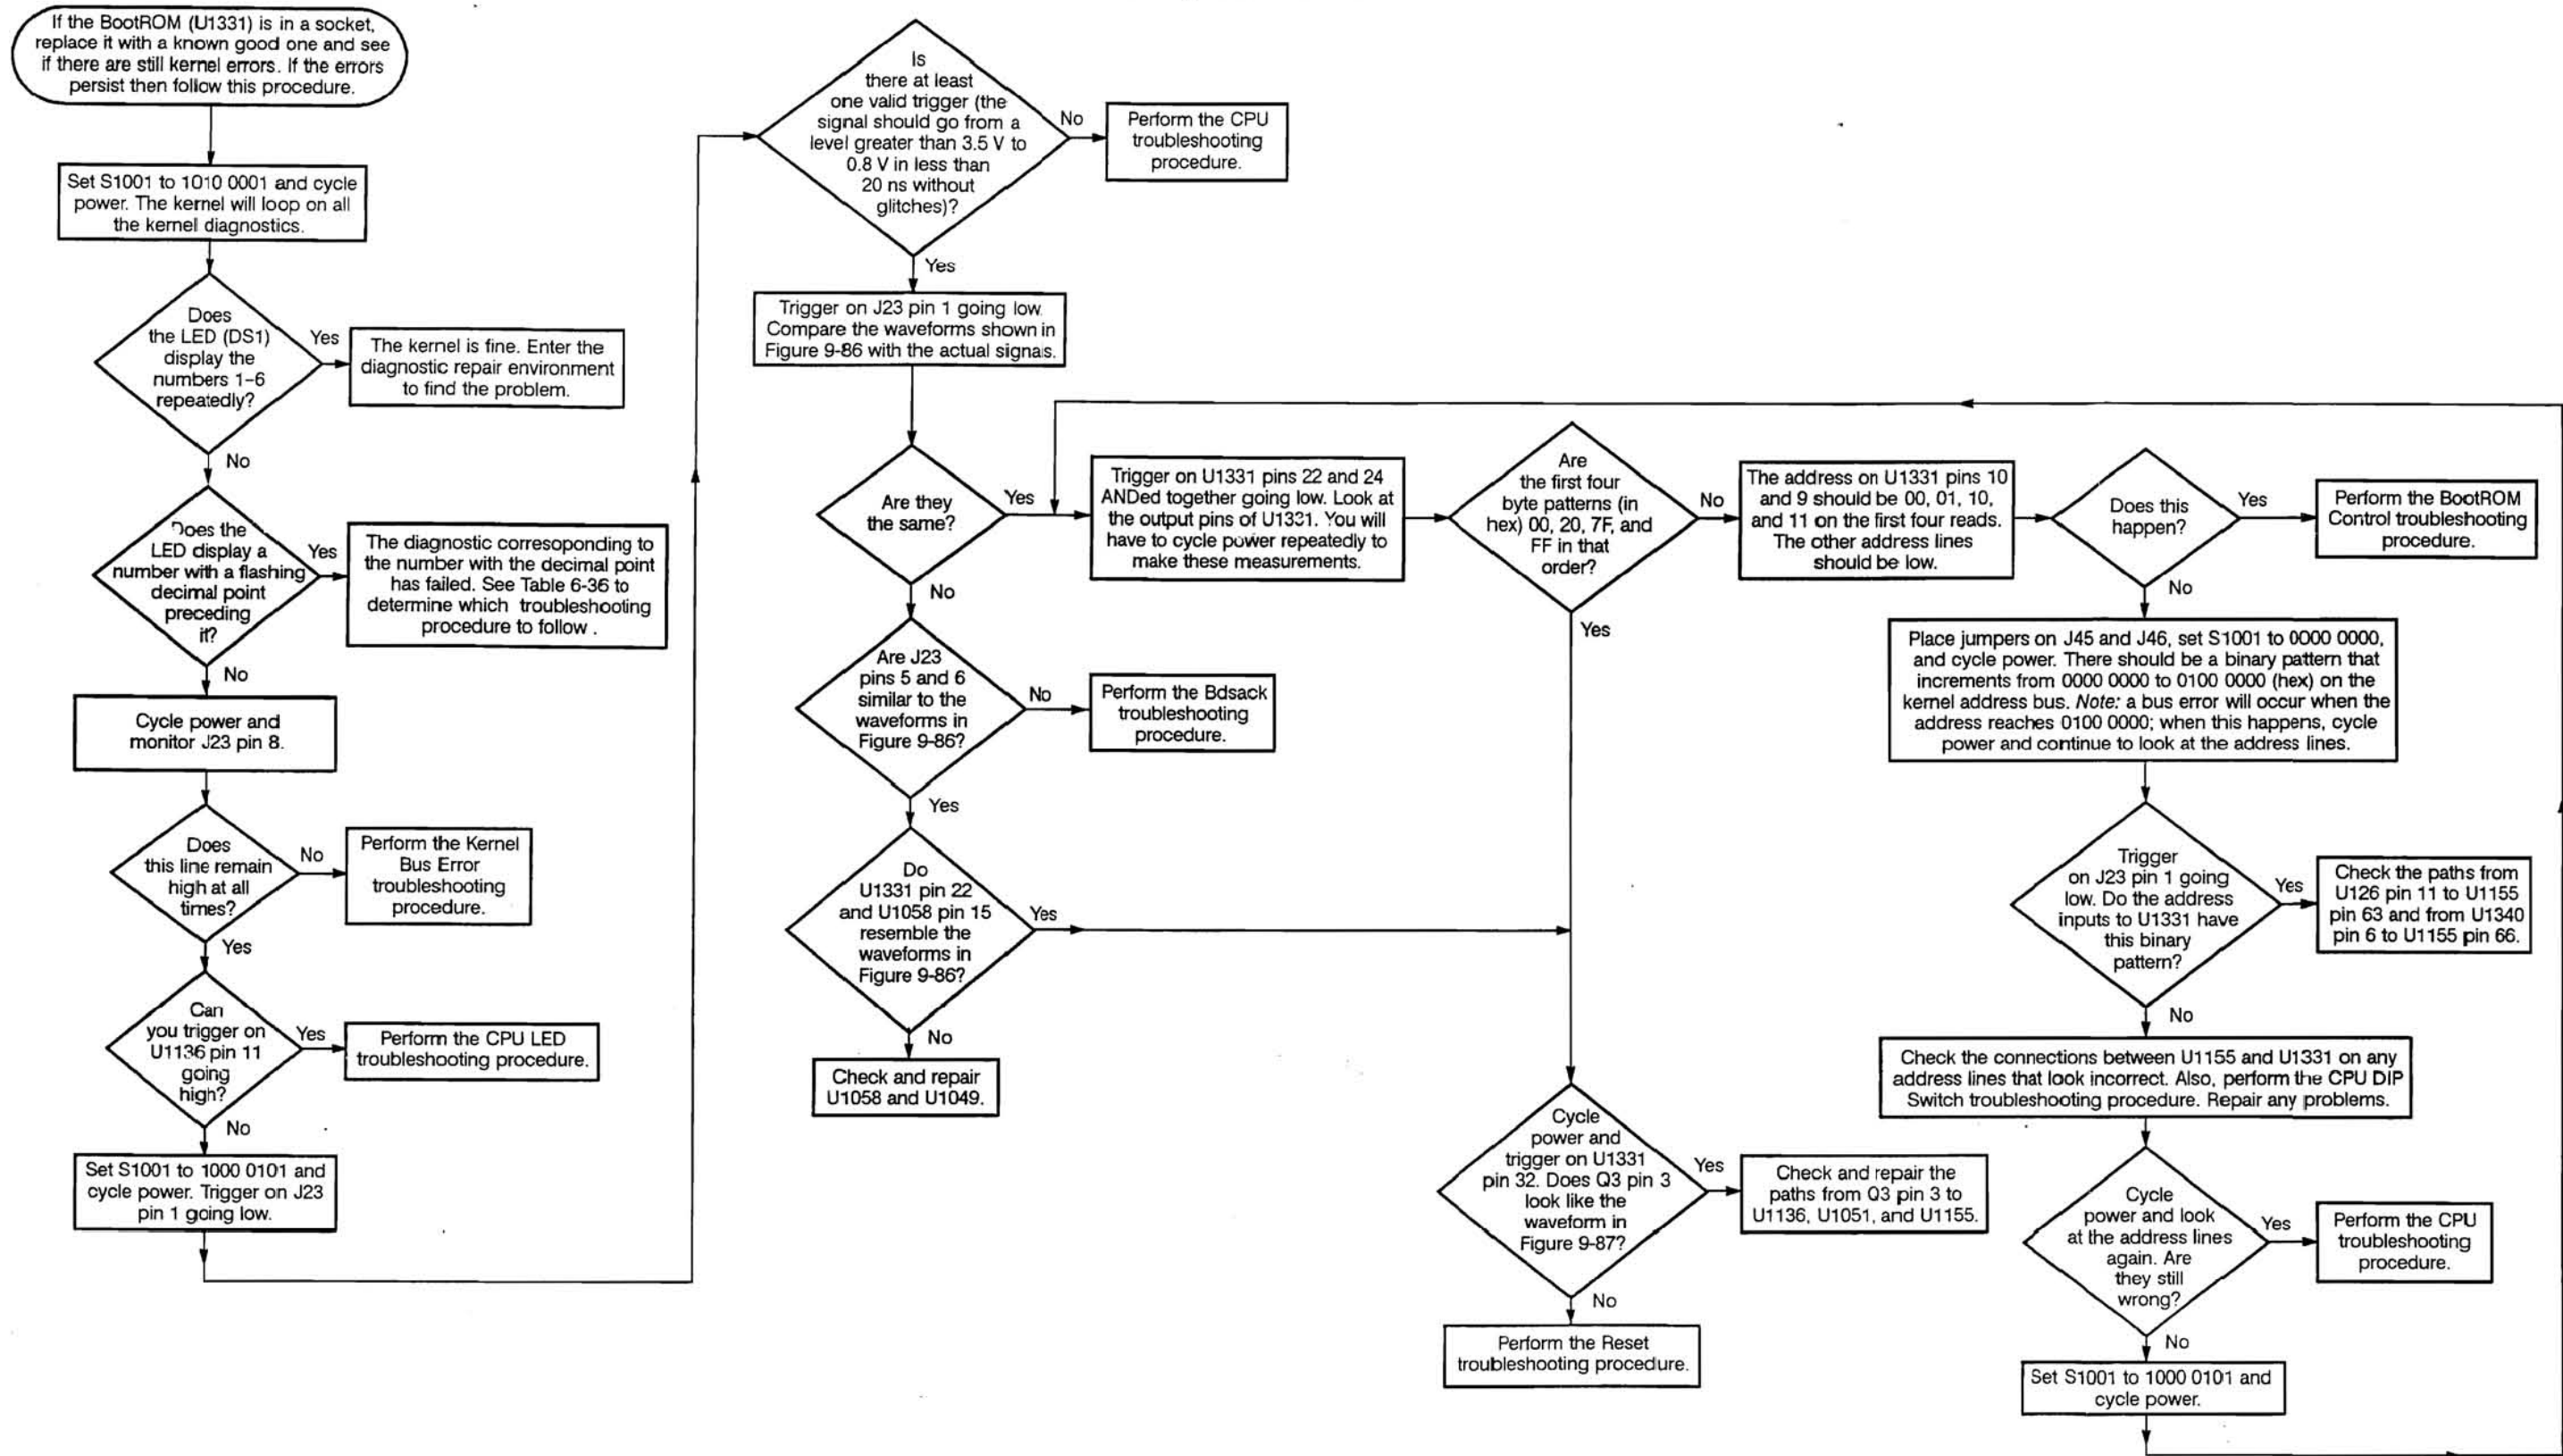 If the BootROM (U1331) is in a socket,
replace it with a known good one and see
if there are still kernel errors. If the errors
persist then follow this procedure.
Set S1001 to 1010 0001 and cycle
power. The kernel will loop on all
the kernel diagnostics.
Does
the LED (DS1)
display the
numbers 1–6
repeatedly?
Yes
The kernel is fine. Enter the
diagnostic repair environment
to find the problem.
No
Does the
LED display a
number with a flashing
decimal point
preceding
it?
Yes
The diagnostic corresoponding to
the number with the decimal point
has failed. See Table 6-36 to
determine which troubleshooting
procedure to follow .
No
Cycle power and
monitor J23 pin 8.
Does
this line remain
high at all
times?
No
Perform the Kernel
Bus Error
troubleshooting
procedure.
Yes
Can
you trigger on
U1136 pin 11
going
high?
Yes
Perform the CPU LED
troubleshooting procedure.
No
Set S1001 to 1000 0101 and
cycle power. Trigger on J23
pin 1 going low.
Is
there at least
one valid trigger (the
signal should go from a
level greater than 3.5 V to
0.8 V in less than
20 ns without
glitches)?
No
Perform the CPU
troubleshooting
procedure.
Yes
Trigger on J23 pin 1 going low.
Compare the waveforms shown in
Figure 9-86 with the actual signals.
Are they
the same?
Yes
Trigger on U1331 pins 22 and 24
ANDed together going low. Look at
the output pins of U1331. You will
have to cycle power repeatedly to
make these measurements.
No
Are J23
pins 5 and 6
similar to the
waveforms in
Figure 9-86?
No
Perform the Bdsack
troubleshooting
procedure.
Yes
Do
U1331 pin 22
and U1058 pin 15
resemble the
waveforms in
Figure 9-86?
Yes
No
Check and repair
U1058 and U1049.
Are
the first four
byte patterns (in
hex) 00, 20, 7F, and
FF in that
order?
No
The address on U1331 pins 10
and 9 should be 00, 01, 10,
and 11 on the first four reads.
The other address lines
should be low.
Yes
Cycle
power and
trigger on U1331
pin 32. Does Q3 pin 3
look like the
waveform in
Figure 9-87?
Yes
Check and repair the
paths from Q3 pin 3 to
U1136, U1051, and U1155.
No
Perform the Reset
troubleshooting procedure.
Does this
happen?
Yes
Perform the BootROM
Control troubleshooting
procedure.
No
Place jumpers on J45 and J46, set S1001 to 0000 0000,
and cycle power. There should be a binary pattern that
increments from 0000 0000 to 0100 0000 (hex) on the
kernel address bus. Note: a bus error will occur when the
address reaches 0100 0000; when this happens, cycle
power and continue to look at the address lines.
Trigger
on J23 pin 1 going
low. Do the address
inputs to U1331 have
this binary
pattern?
Yes
Check the paths from
U126 pin 11 to U1155
pin 63 and from U1340
pin 6 to U1155 pin 66.
No
Check the connections between U1155 and U1331 on any
address lines that look incorrect. Also, perform the CPU DIP
Switch troubleshooting procedure. Repair any problems.
Cycle
power and look
at the address lines
again. Are
they still
wrong?
Yes
Perform the CPU
troubleshooting
procedure.
No
Set S1001 to 1000 0101 and
cycle power.